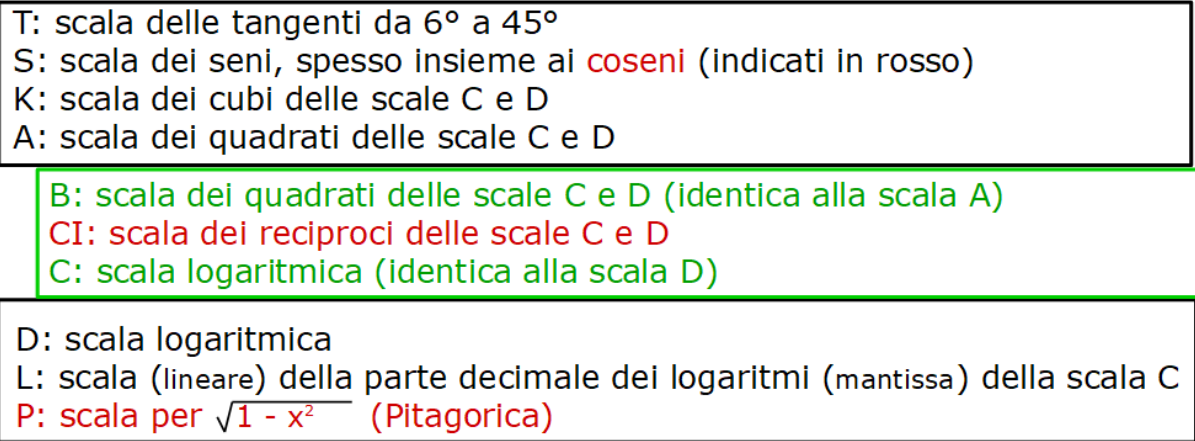 T: scala delle tangenti da 6° a 45°
S: scala dei seni, spesso insieme ai coseni (indicati in rosso)
K: scala dei cubi delle scale C e D
A: scala dei quadrati delle scale C e D
B: scala dei quadrati delle scale C e D (identica alla scala A)
CI: scala dei reciproci delle scale C e D
C: scala logaritmica (identica alla scala D)
D: scala logaritmica
L: scala (lineare) della parte decimale dei logaritmi (mantissa) della scala C
P: scala per √1 - x² (Pitagorica)